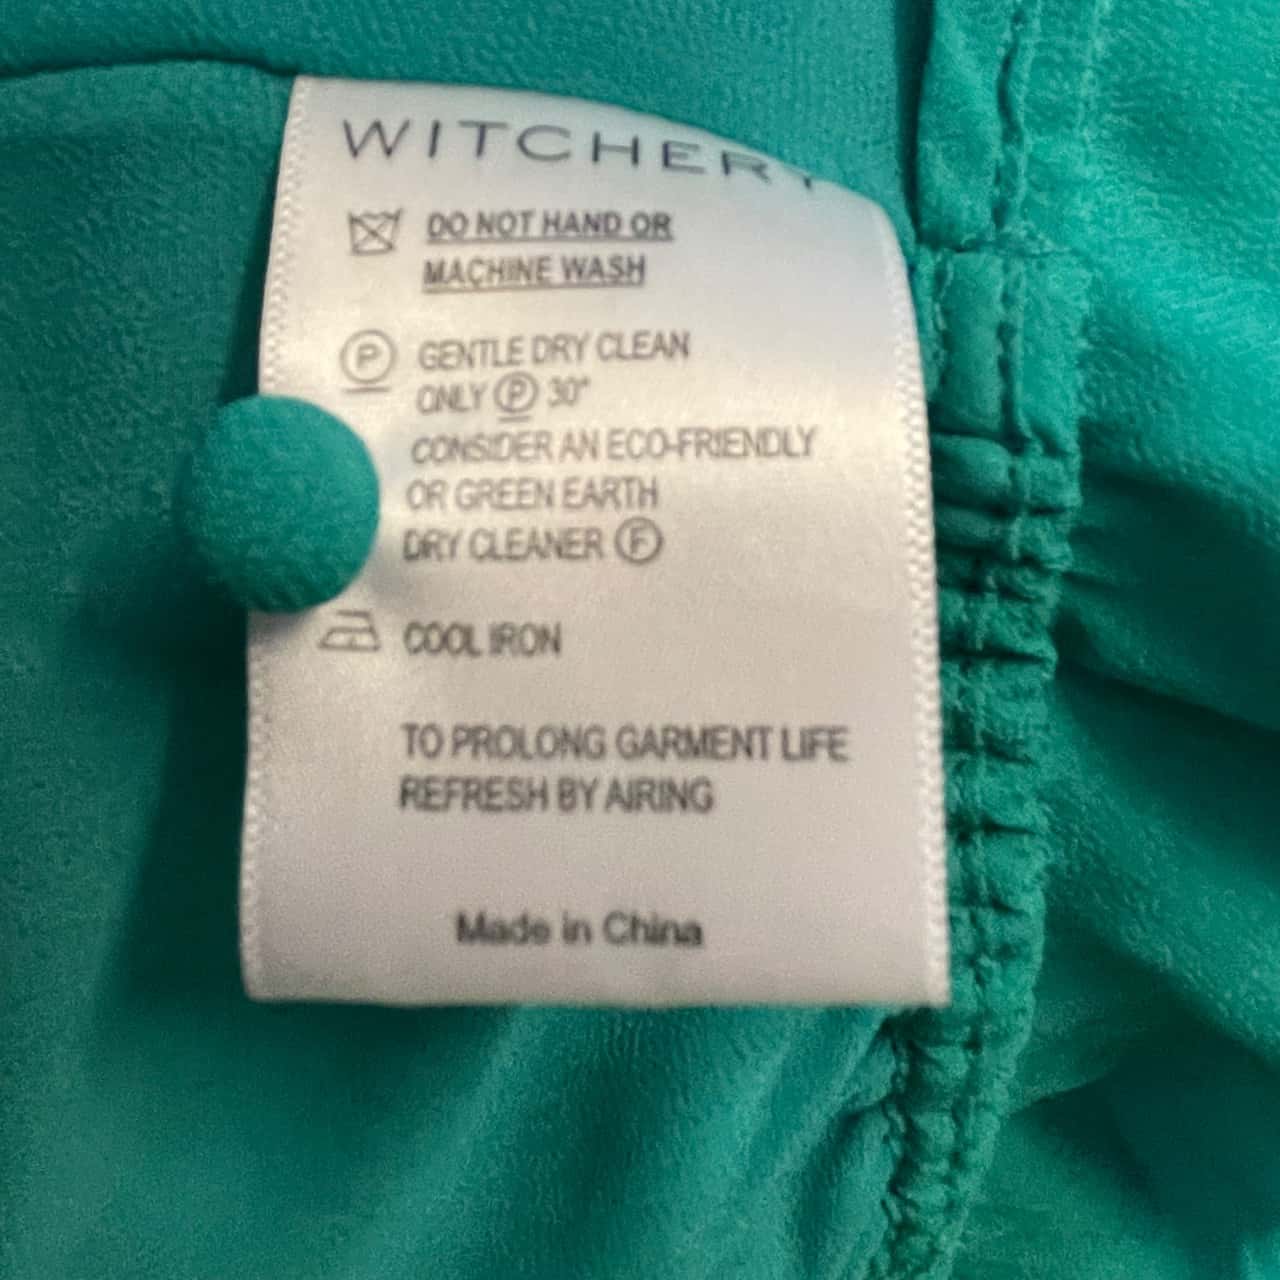 WITCHERY
DO NOT HAND OR
MACHINE WASH
P GENTLE DRY CLEAN
ONLY P 30°
CONSIDER AN ECO-FRIENDLY
OR GREEN EARTH
DRY CLEANER F
COOL IRON
TO PROLONG GARMENT LIFE
REFRESH BY AIRING
Made in China